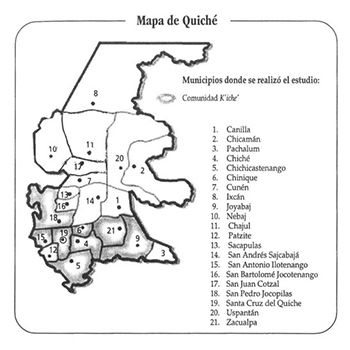 Mapa de Quiché
Municipios donde se realizó el estudio:
Comunidad K'iche'
1. Canilla
2. Chicamán
3. Pachalum
4. Chiché
5. Chichicastenango
6. Chinique
7. Cunén
8. Ixcán
9. Joyabaj
10. Nebaj
11. Chajul
12. Patzite
13. Sacapulas
14. San Andrés Sajcabajá
15. San Antonio Ilotenango
16. San Bartolomé Jocotenango
17. San Juan Cotzal
18. San Pedro Jocopilas
19. Santa Cruz del Quiche
20. Uspantán
21. Zacualpa
8
10
11
17
20
2
7
13
16
14
1
18
15
19
6
21
12
4
9
5
3